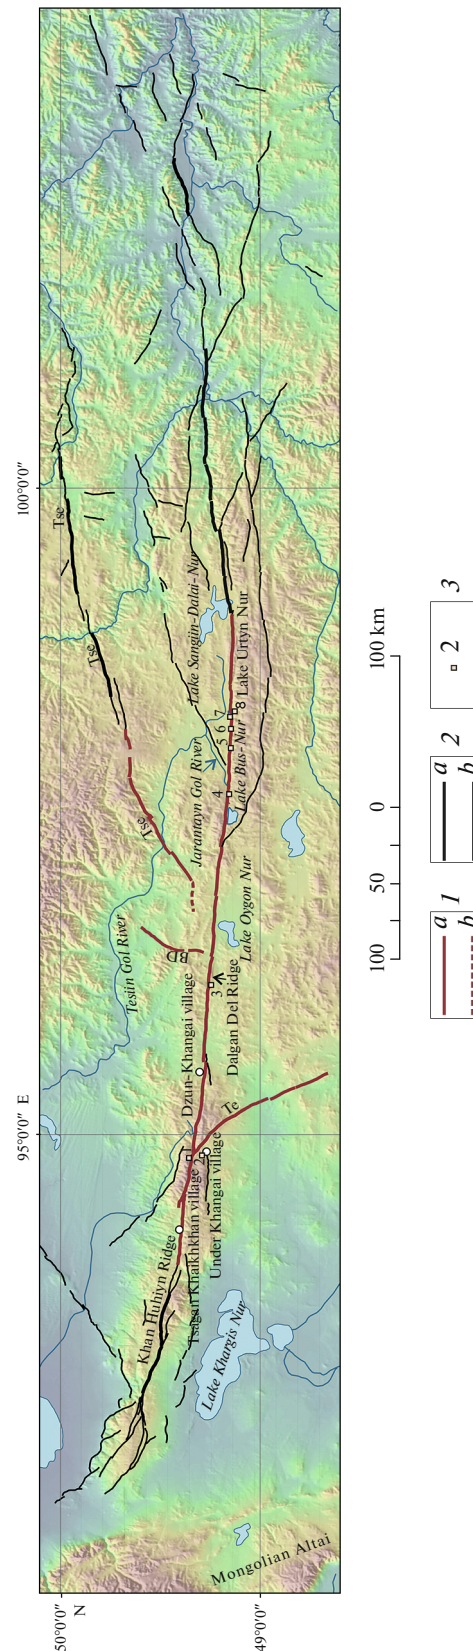 50°0′0″
N
49°0′0″
95°0′0″ E
100°0′0″
Mongolian Altai
Lake Khargis Nur
Khan Huhiyn Ridge
Tsagan Khaikhkhan village
Under Khangai village
1
2
Te
Dzun-Khangai village
Dalgan Del Ridge
3
BD
Tesiin Gol River
Lake Oygon Nur
Tse
Jarantayn Gol River
Lake Bus-Nur
4
5
6
7
8
Lake Urtyn Nur
Lake Sangiin-Dalai-Nur
Tse
Tse
100
50
0
100 km
a
b
1
a
b
2
2
3